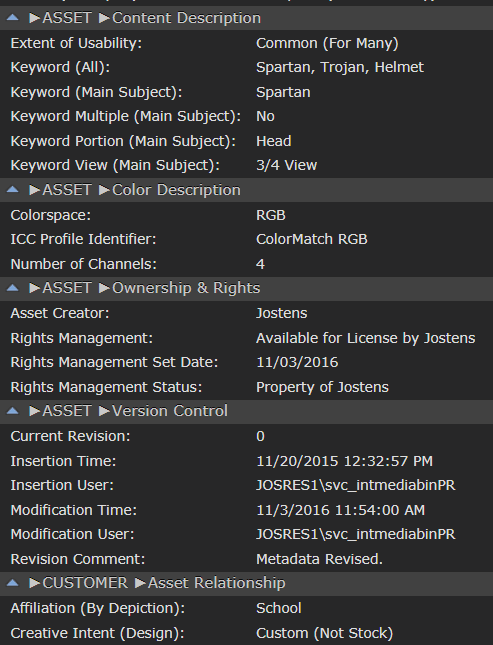 ►ASSET ►Content Description
Extent of Usability: Common (For Many)
Keyword (All): Spartan, Trojan, Helmet
Keyword (Main Subject): Spartan
Keyword Multiple (Main Subject): No
Keyword Portion (Main Subject): Head
Keyword View (Main Subject): 3/4 View
►ASSET ►Color Description
Colorspace: RGB
ICC Profile Identifier: ColorMatch RGB
Number of Channels: 4
►ASSET ►Ownership & Rights
Asset Creator: Jostens
Rights Management: Available for License by Jostens
Rights Management Set Date: 11/03/2016
Rights Management Status: Property of Jostens
►ASSET ►Version Control
Current Revision: 0
Insertion Time: 11/20/2015 12:32:57 PM
Insertion User: JOSRES1\svc_intmediabinPR
Modification Time: 11/3/2016 11:54:00 AM
Modification User: JOSRES1\svc_intmediabinPR
Revision Comment: Metadata Revised.
►CUSTOMER ►Asset Relationship
Affiliation (By Depiction): School
Creative Intent (Design): Custom (Not Stock)